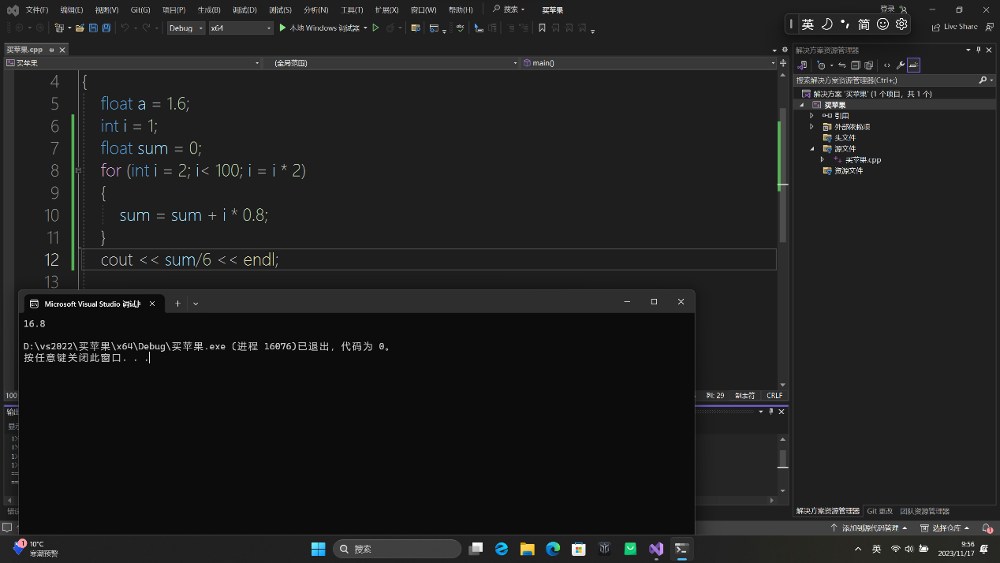 文件(F) 编辑(E) 视图(V) Git(G) 项目(P) 生成(B) 调试(D) 测试(S) 分析(N) 工具(T) 扩展(X) 窗口(W) 帮助(H) 搜索 买苹果 登录
英 简
Debug x64 本地 Windows 调试器 Live Share
买苹果.cpp
买苹果 (全局范围) main()
4 {
5 float a = 1.6;
6 int i = 1;
7 float sum = 0;
8 for (int i = 2; i< 100; i = i * 2)
9 {
10 sum = sum + i * 0.8;
11 }
12 cout << sum/6 << endl;
13
解决方案资源管理器
搜索解决方案资源管理器(Ctrl+;)
解决方案 '买苹果' (1 个项目，共 1 个)
买苹果
引用
外部依赖项
头文件
源文件
买苹果.cpp
资源文件
Microsoft Visual Studio
16.8
D:\vs2022\买苹果\x64\Debug\买苹果.exe (进程 16076)已退出，代码为 0。
按任意键关闭此窗口. . .
100
列: 29 制表符 CRLF
1>
1>
1>
1>
==
==
解决方案资源管理器 Git 更改 团队资源管理器
添加到源代码管理 选择仓库 1
1 10°C
寒潮预警
搜索
英
9:56
2023/11/17